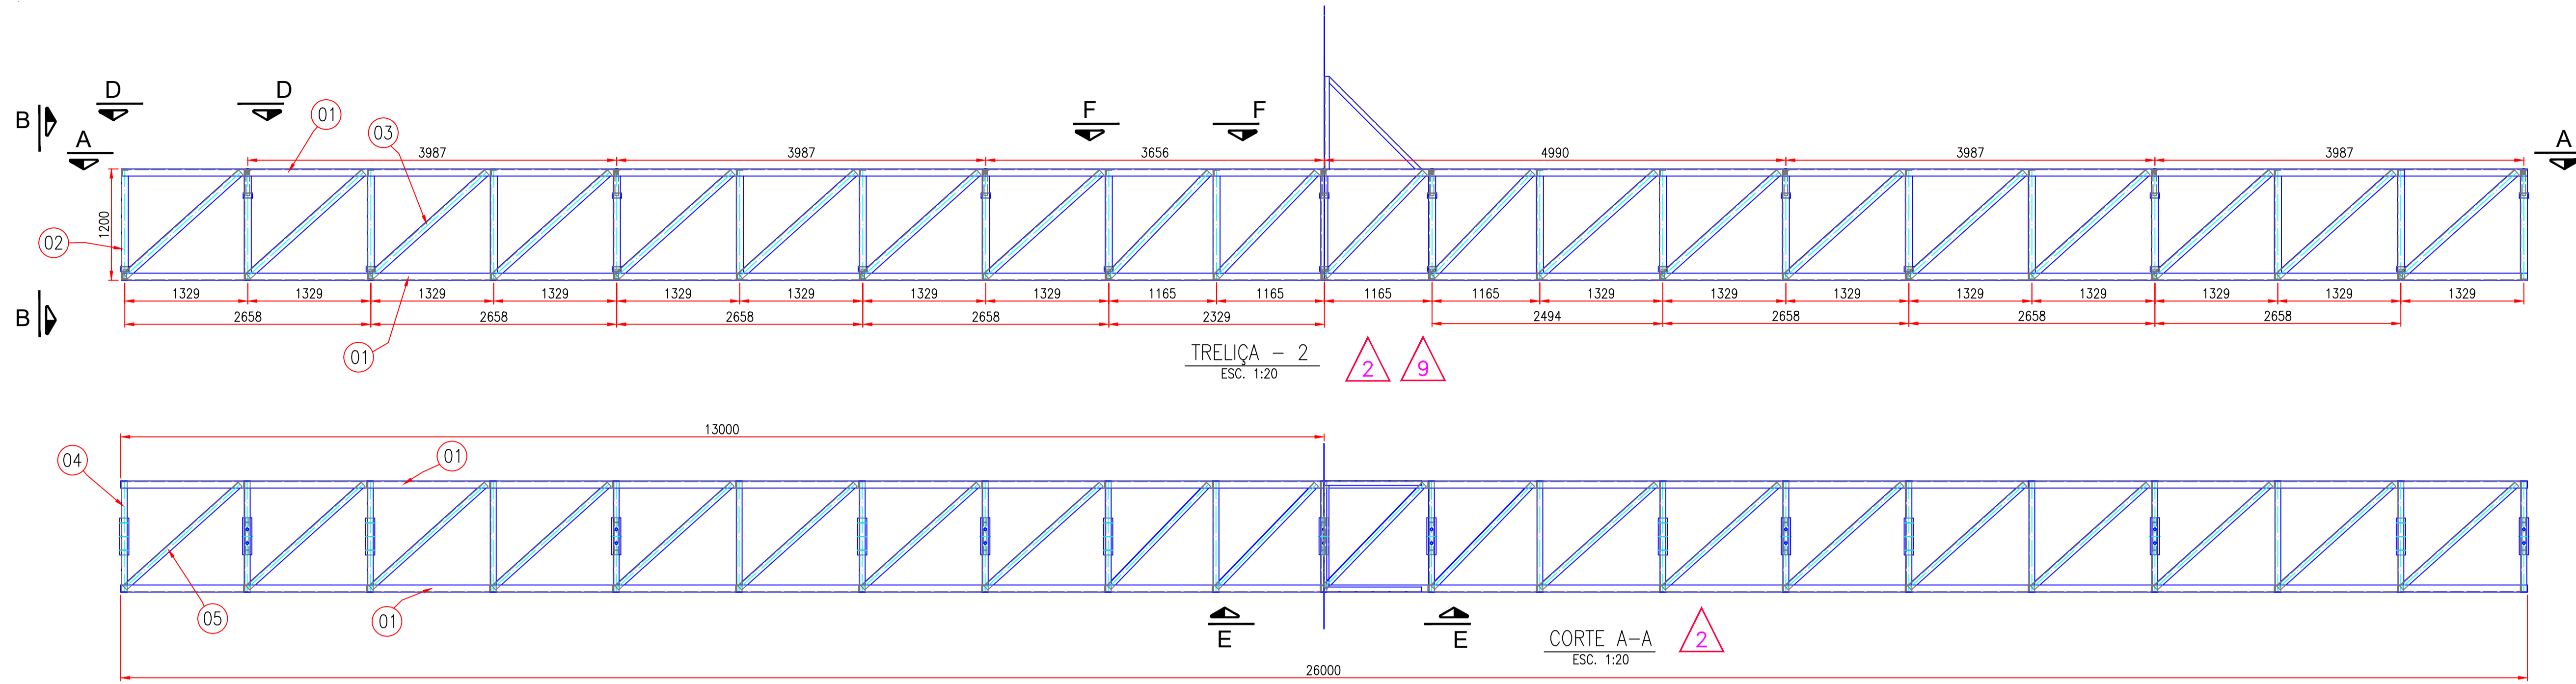 D D
B
01
F F
A
03
A
3987 3987 3656 4990 3987 3987
1200
02
1329 1329 1329 1329 1329 1329 1329 1329 1165 1165 1165 1165 1329 1329 1329 1329 1329 1329 1329 1329
B
2658 2658 2658 2658 2329 2494 2658 2658 2658
01
TRELIÇA - 2
ESC. 1:20
2 9
13000
04
01
05
01
E E
CORTE A-A
ESC. 1:20
2
26000